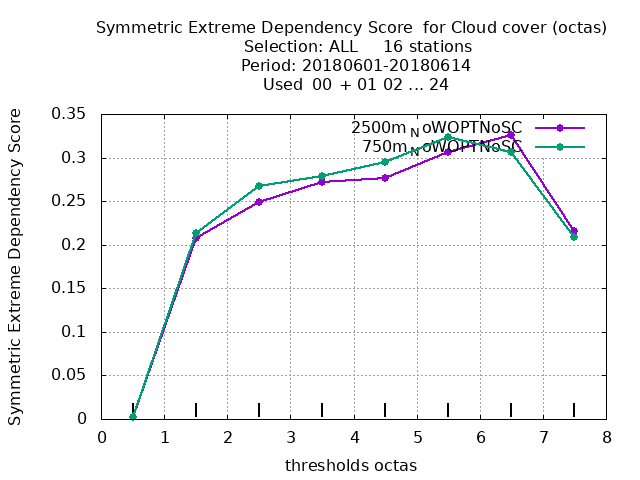 Symmetric Extreme Dependency Score  for Cloud cover (octas)
Selection: ALL     16 stations
Period: 20180601-20180614
Used  00 + 01 02 ... 24
Symmetric Extreme Dependency Score
0.35
0.3
0.25
0.2
0.15
0.1
0.05
0
2500m_NoWOPTNoSC
750m_NoWOPTNoSC
0 1 2 3 4 5 6 7 8
thresholds octas